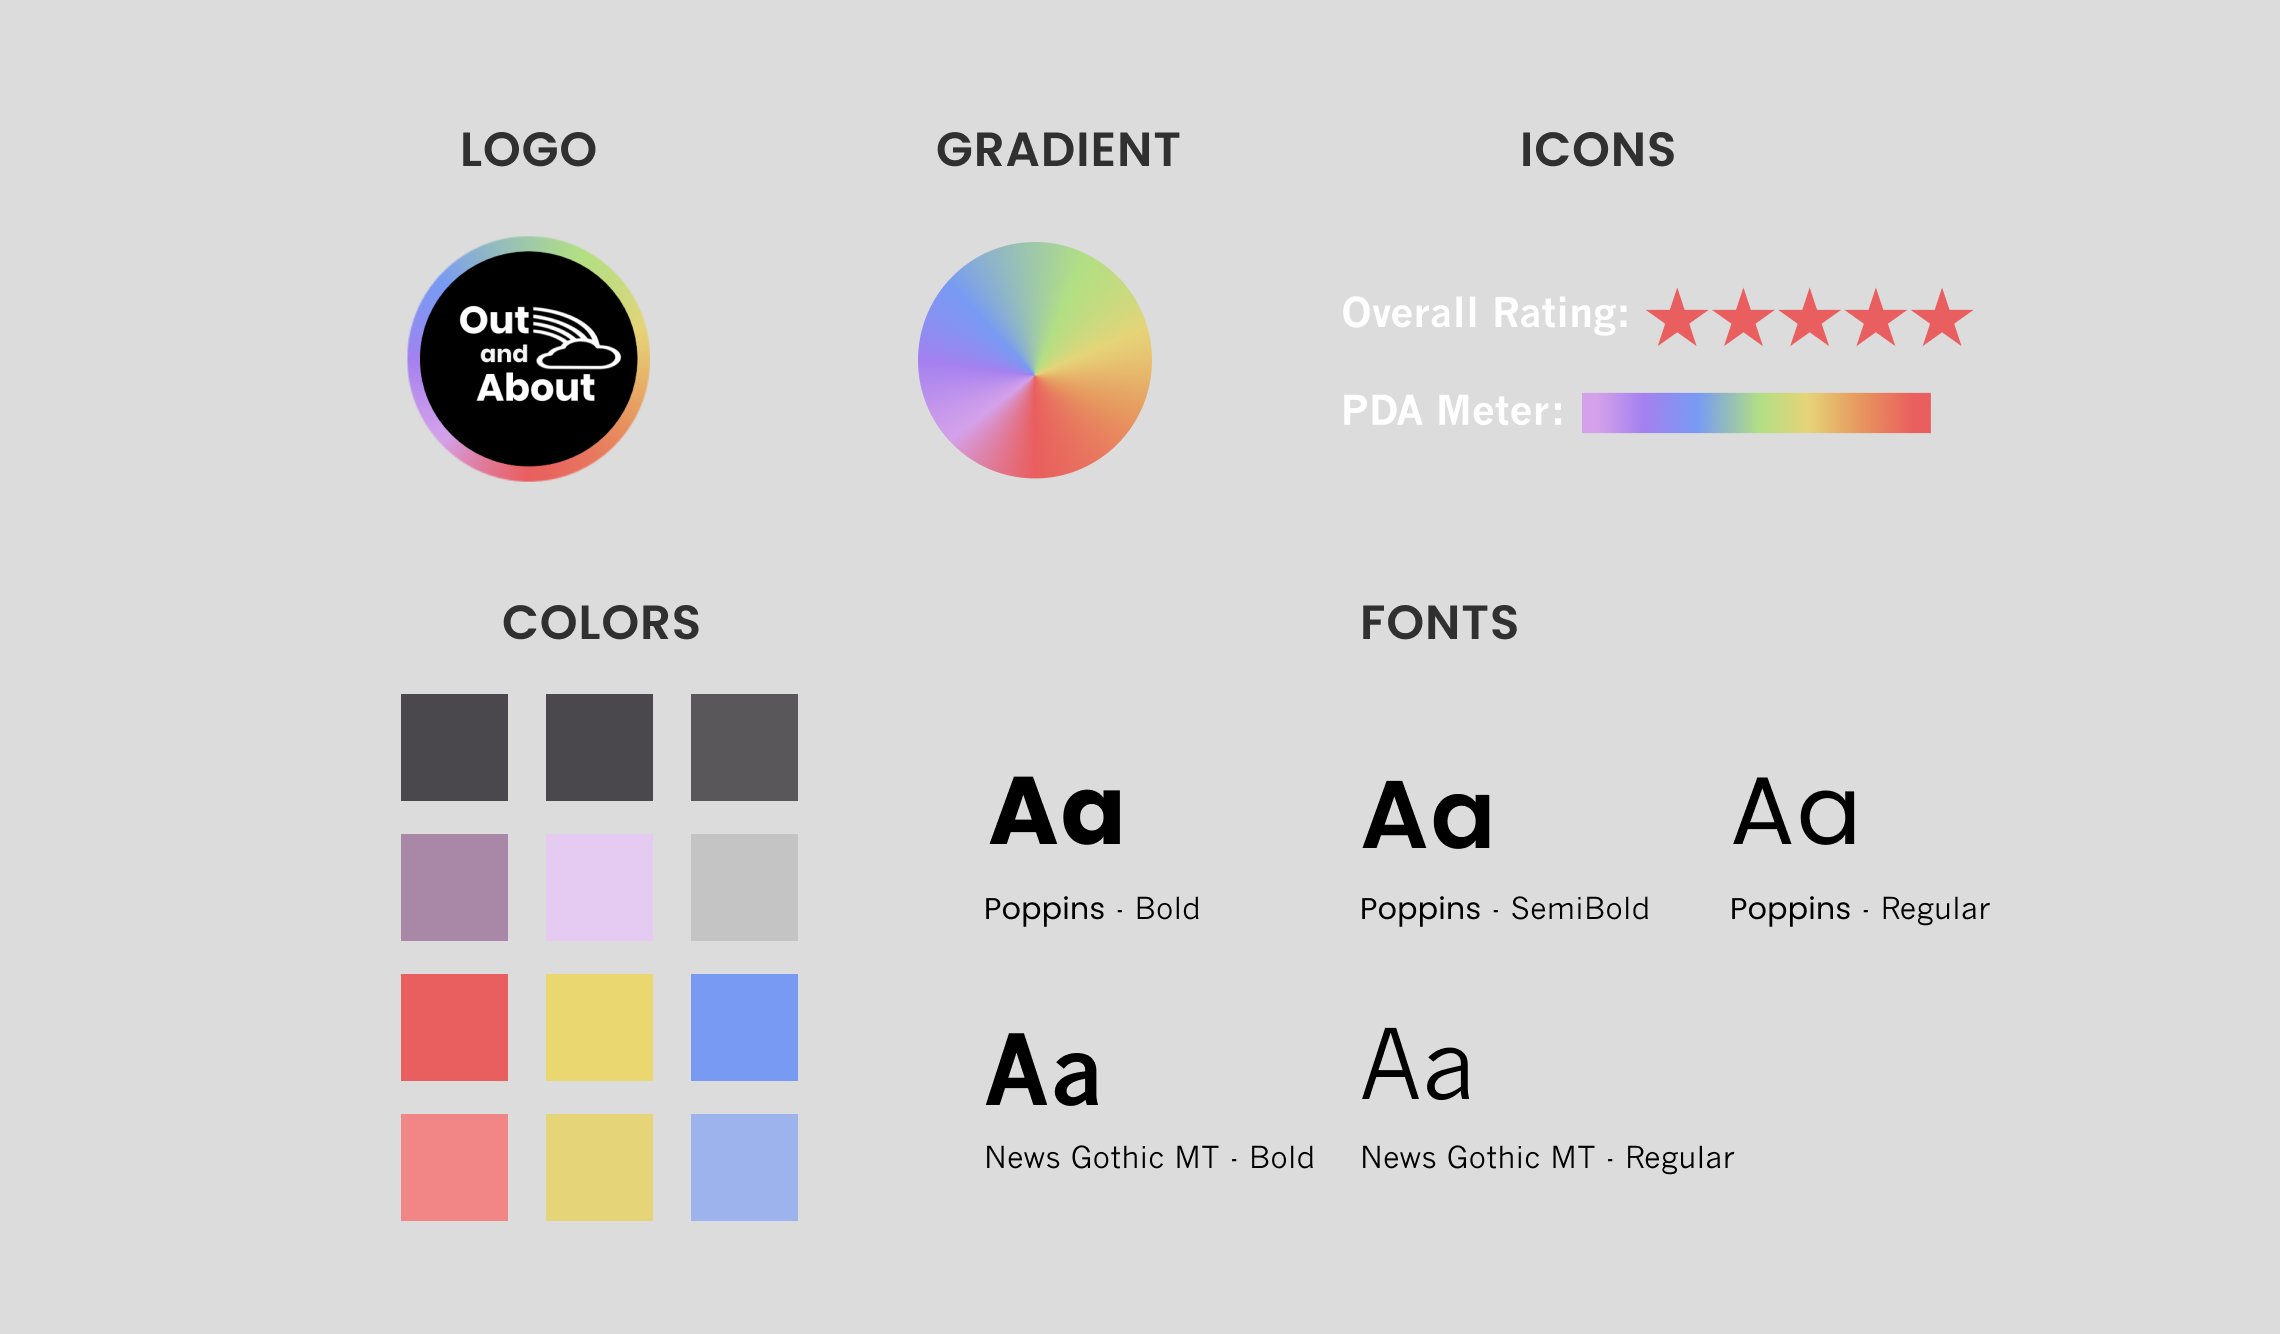 LOGO
GRADIENT
ICONS
Out
and
About
Overall Rating:
PDA Meter:
COLORS
FONTS
Aa
Aa
Aa
Poppins - Bold
Poppins - SemiBold
Poppins - Regular
Aa
Aa
News Gothic MT - Bold
News Gothic MT - Regular